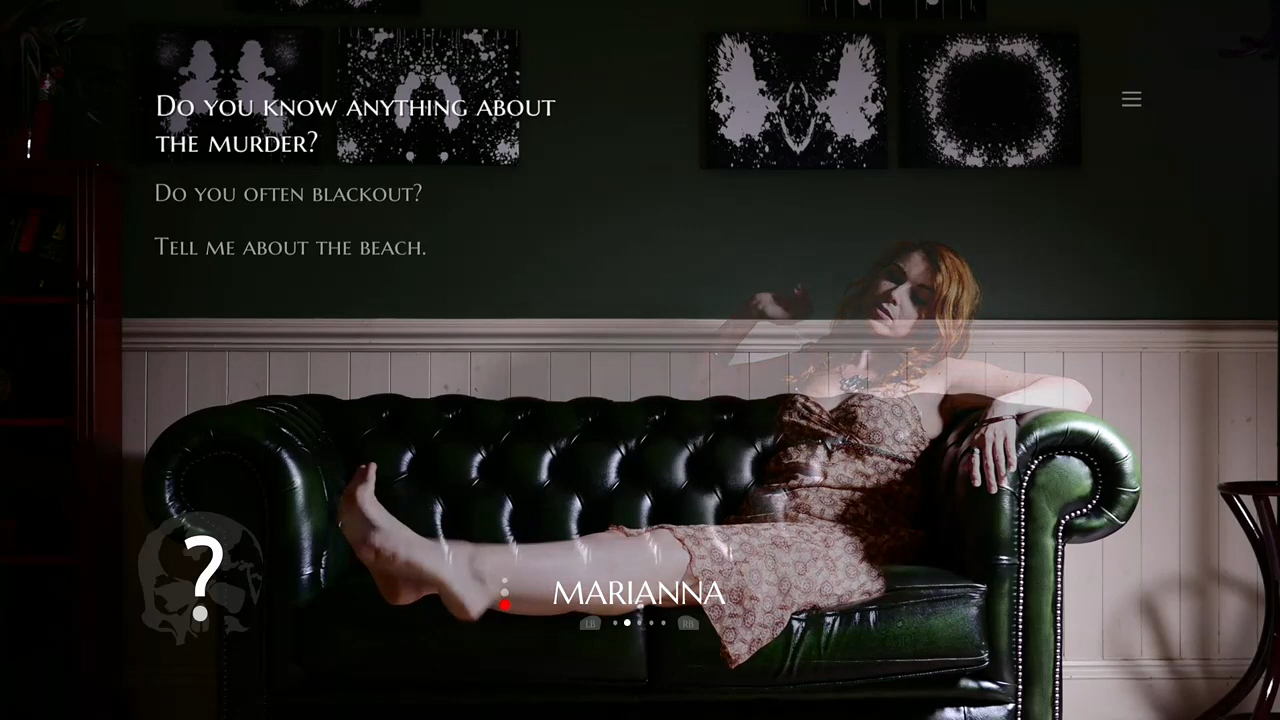 Do you know anything about
the murder?
Do you often blackout?
Tell me about the beach.
?
MARIANNA
LB RB